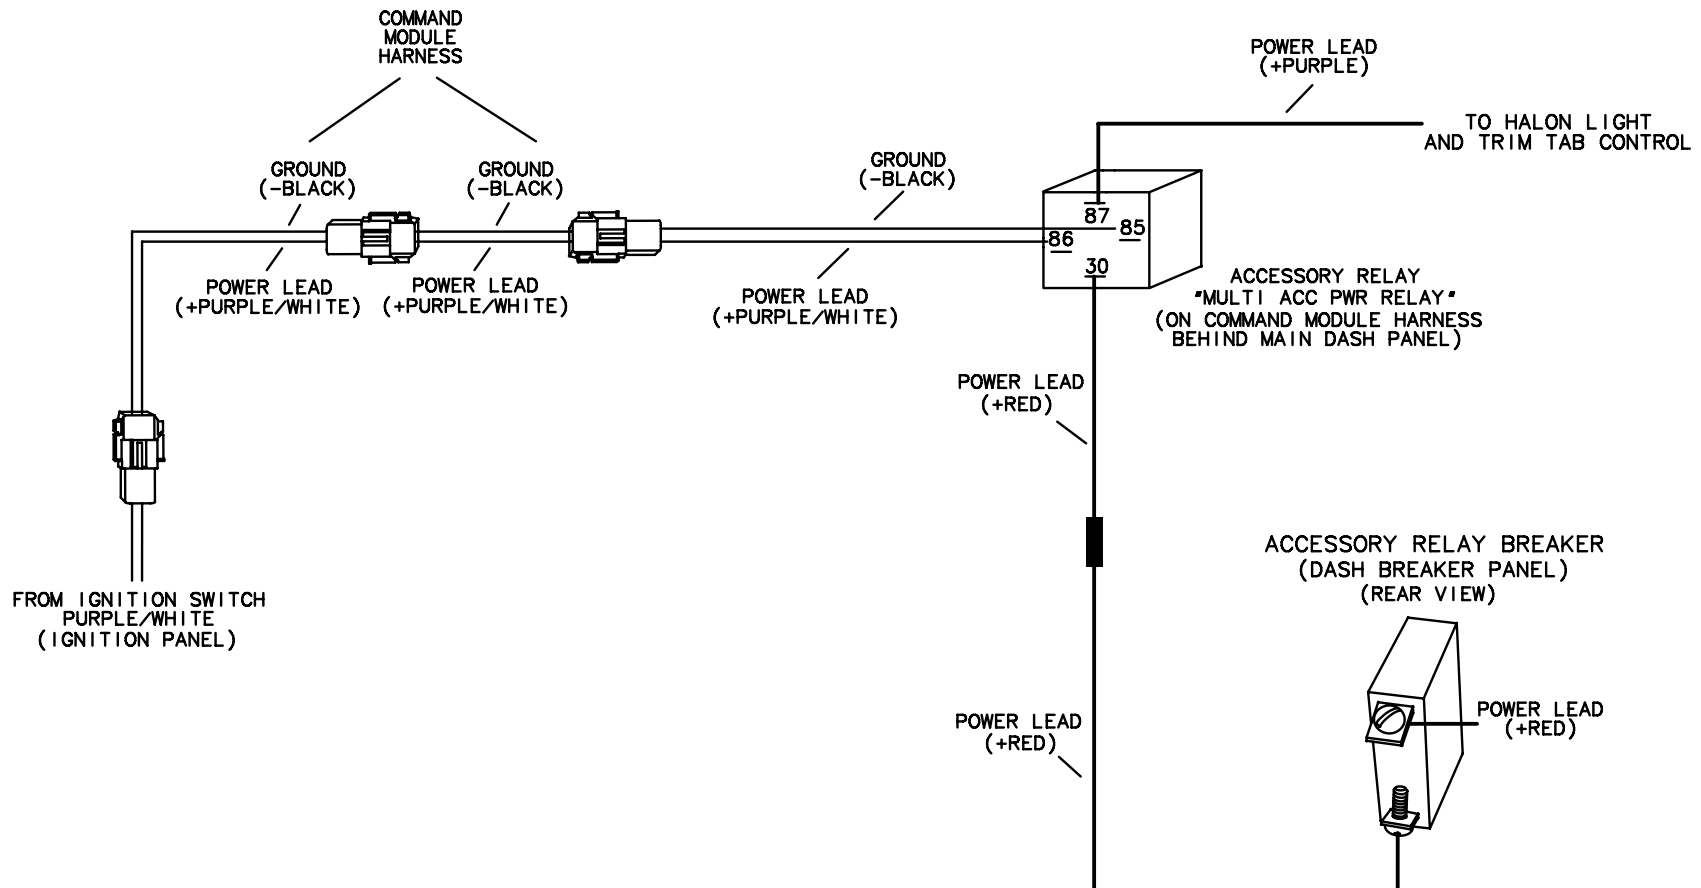 COMMAND
MODULE
HARNESS
POWER LEAD
(+PURPLE)
TO HALON LIGHT
AND TRIM TAB CONTROL
GROUND
(-BLACK)
GROUND
(-BLACK)
GROUND
(-BLACK)
87
85
86
30
POWER LEAD
(+PURPLE/WHITE)
POWER LEAD
(+PURPLE/WHITE)
POWER LEAD
(+PURPLE/WHITE)
ACCESSORY RELAY
"MULTI ACC PWR RELAY"
(ON COMMAND MODULE HARNESS
BEHIND MAIN DASH PANEL)
POWER LEAD
(+RED)
ACCESSORY RELAY BREAKER
(DASH BREAKER PANEL)
(REAR VIEW)
FROM IGNITION SWITCH
PURPLE/WHITE
(IGNITION PANEL)
POWER LEAD
(+RED)
POWER LEAD
(+RED)